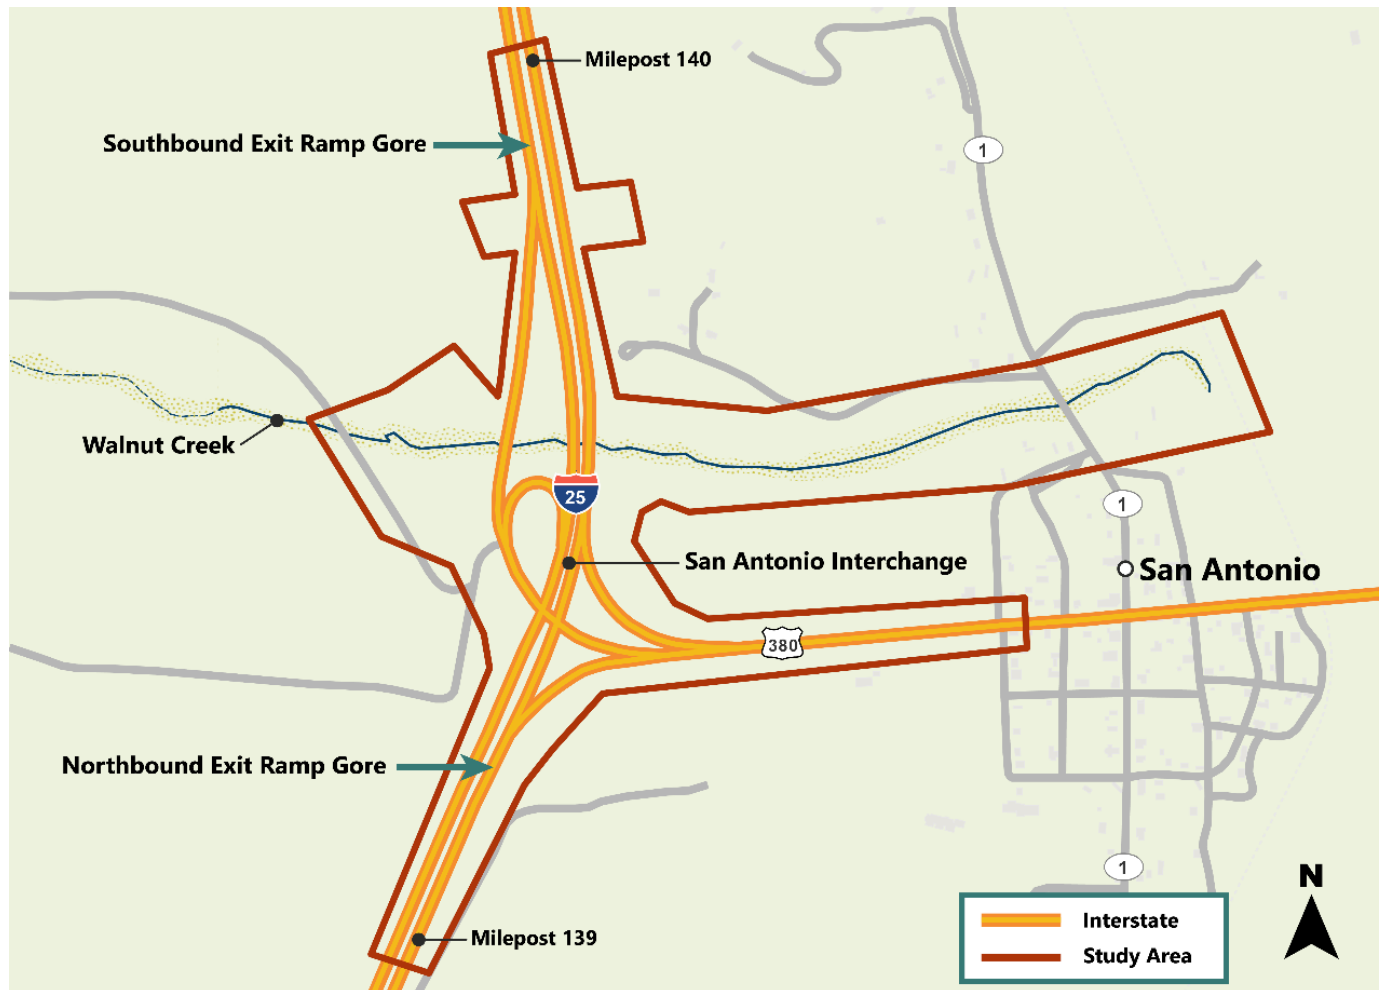 Milepost 140
Southbound Exit Ramp Gore
1
Walnut Creek
25
1
San Antonio Interchange
San Antonio
380
Northbound Exit Ramp Gore
1
N
Interstate
Milepost 139
Study Area